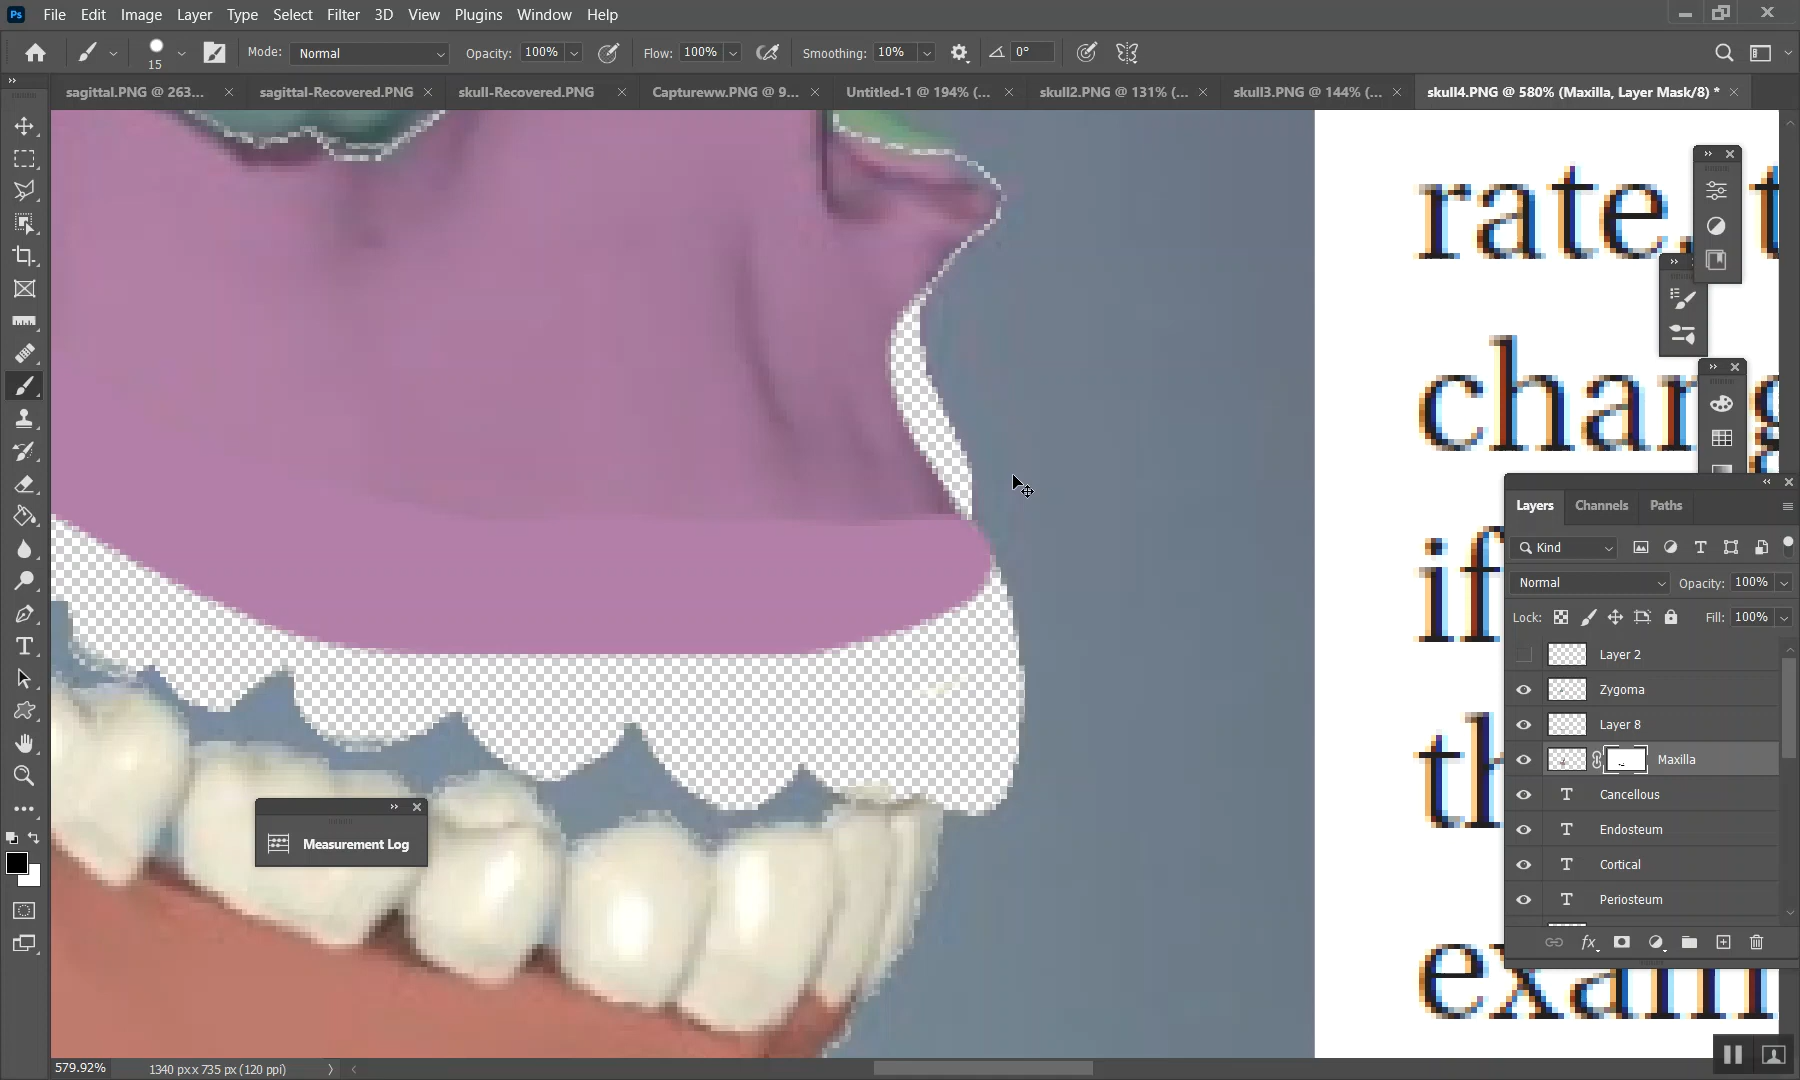 Ps File Edit Image Layer Type Select Filter 3D View Plugins Window Help
15 Mode: Normal Opacity: 100% Flow: 100% Smoothing: 10% 0°
sagittal.PNG @ 263... sagittal-Recovered.PNG skull-Recovered.PNG Captureww.PNG @ 9... Untitled-1 @ 194% (... skull2.PNG @ 131% (... skull3.PNG @ 144% (... skull4.PNG @ 580% (Maxilla, Layer Mask/8) *
rate, t
chang
if
th
exam
Layers Channels Paths
Kind
Normal Opacity: 100%
Lock: Fill: 100%
Layer 2
Zygoma
Layer 8
Maxilla
T Cancellous
T Endosteum
T Cortical
T Periosteum
fx
Measurement Log
579.92% 1340 px x 735 px (120 ppi)